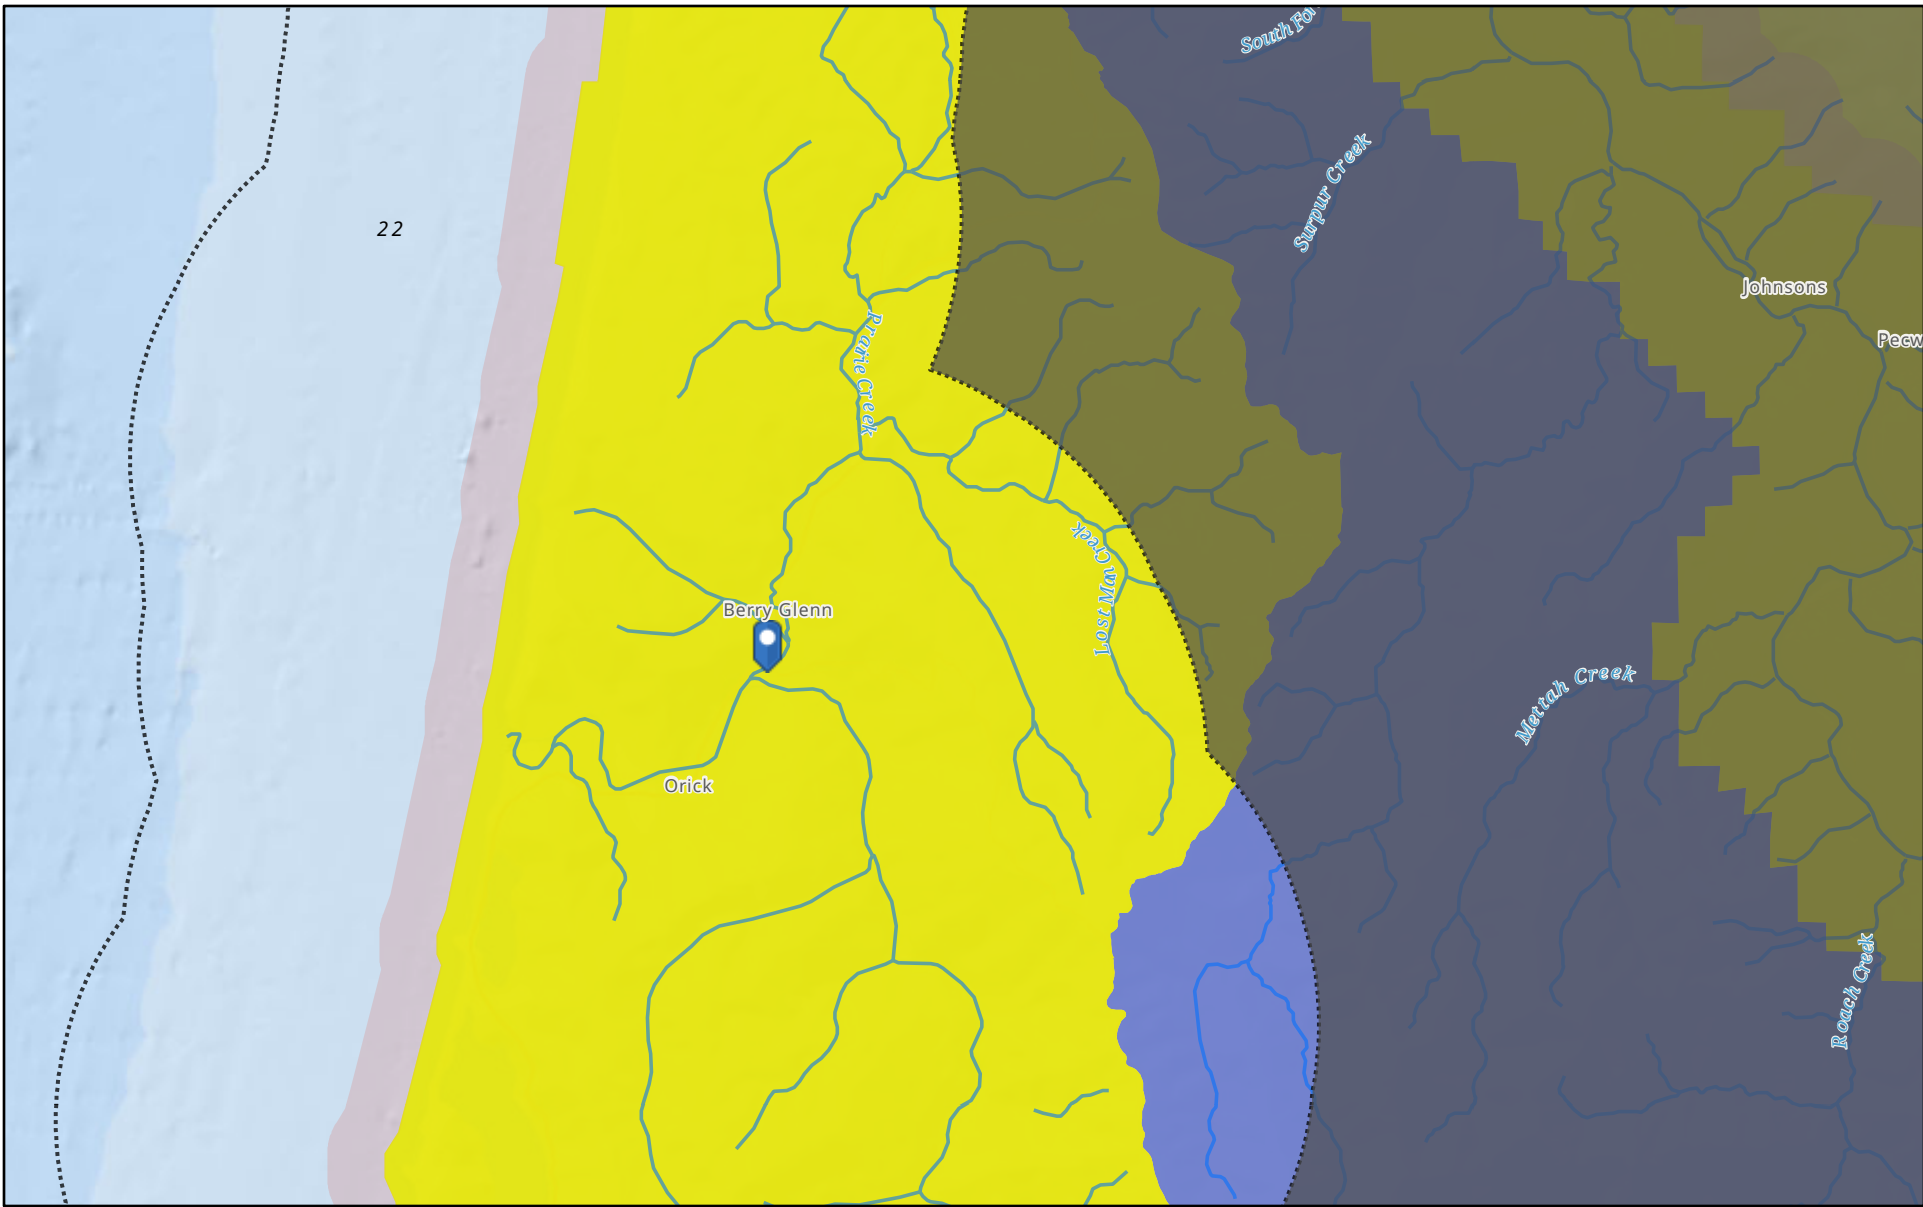 South Fo
22
Surpur Creek
Johnsons
Pecw
Prairie Creek
Lost Man Creek
Berry Glenn
Mettah Creek
Orick
Roach Creek